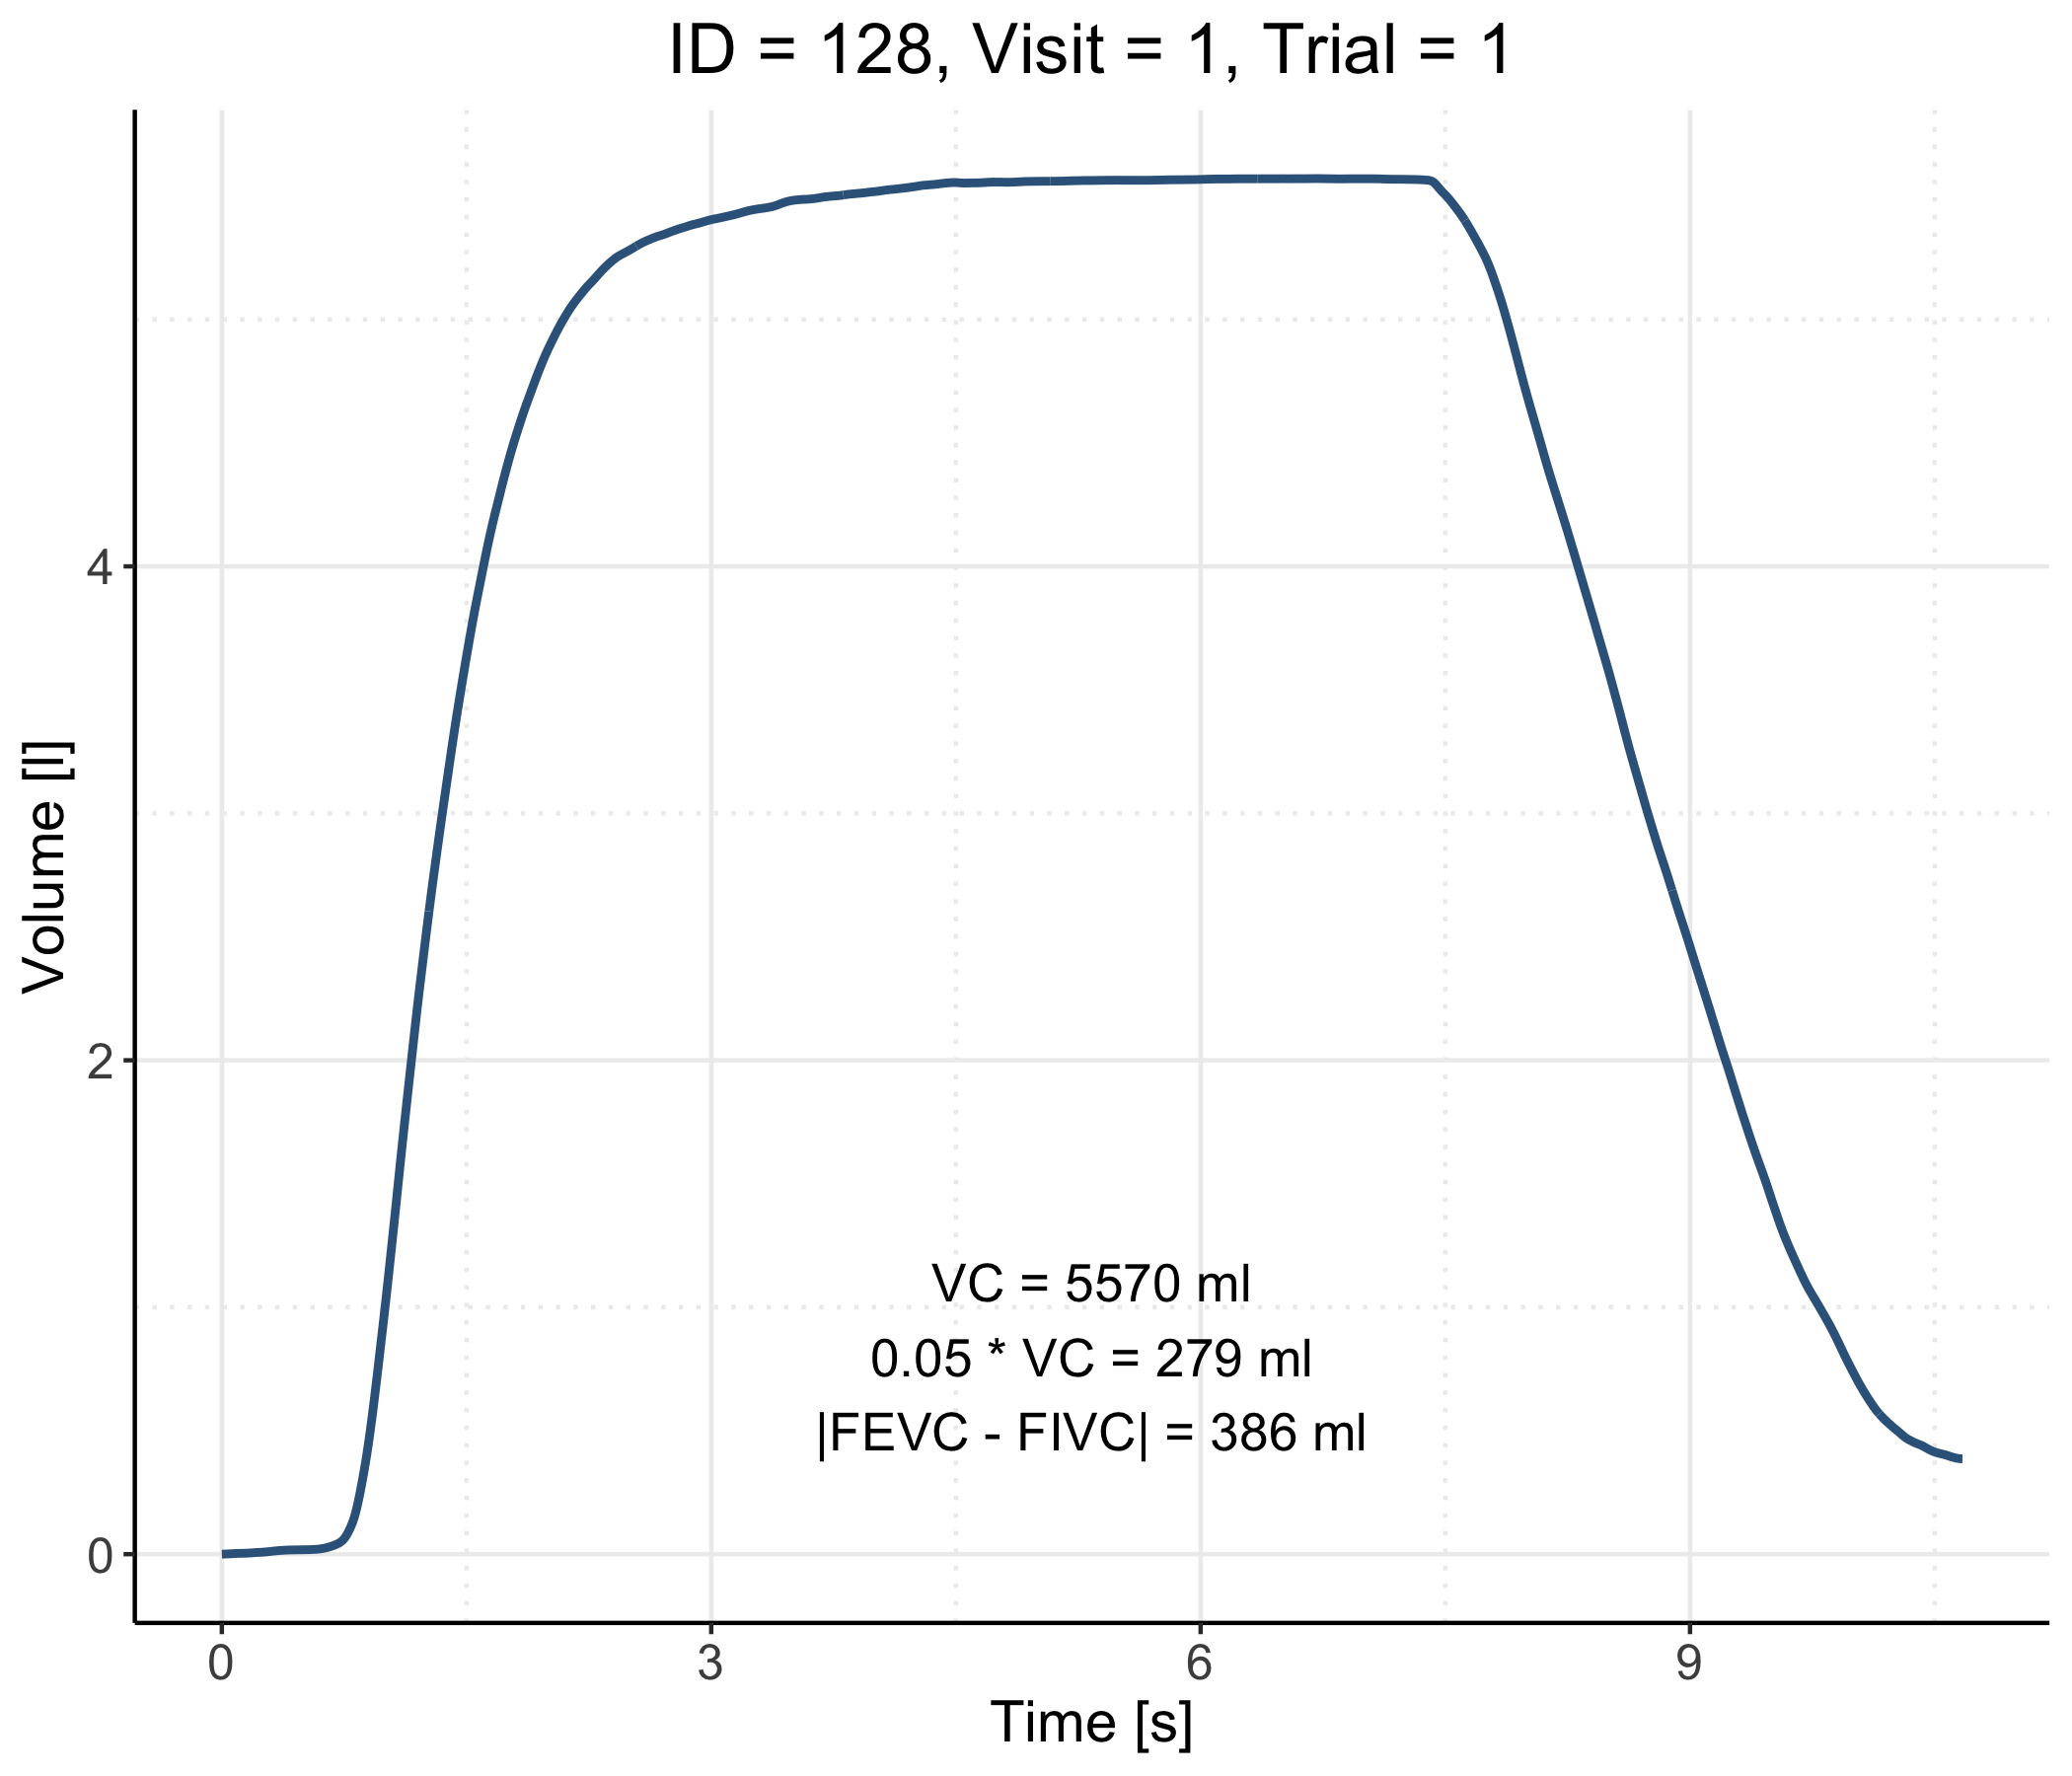 ID = 128, Visit = 1, Trial = 1
Volume [l]
4
2
0
VC = 5570 ml
0.05 * VC = 279 ml
|FEVC - FIVC| = 386 ml
0 3 6 9
Time [s]